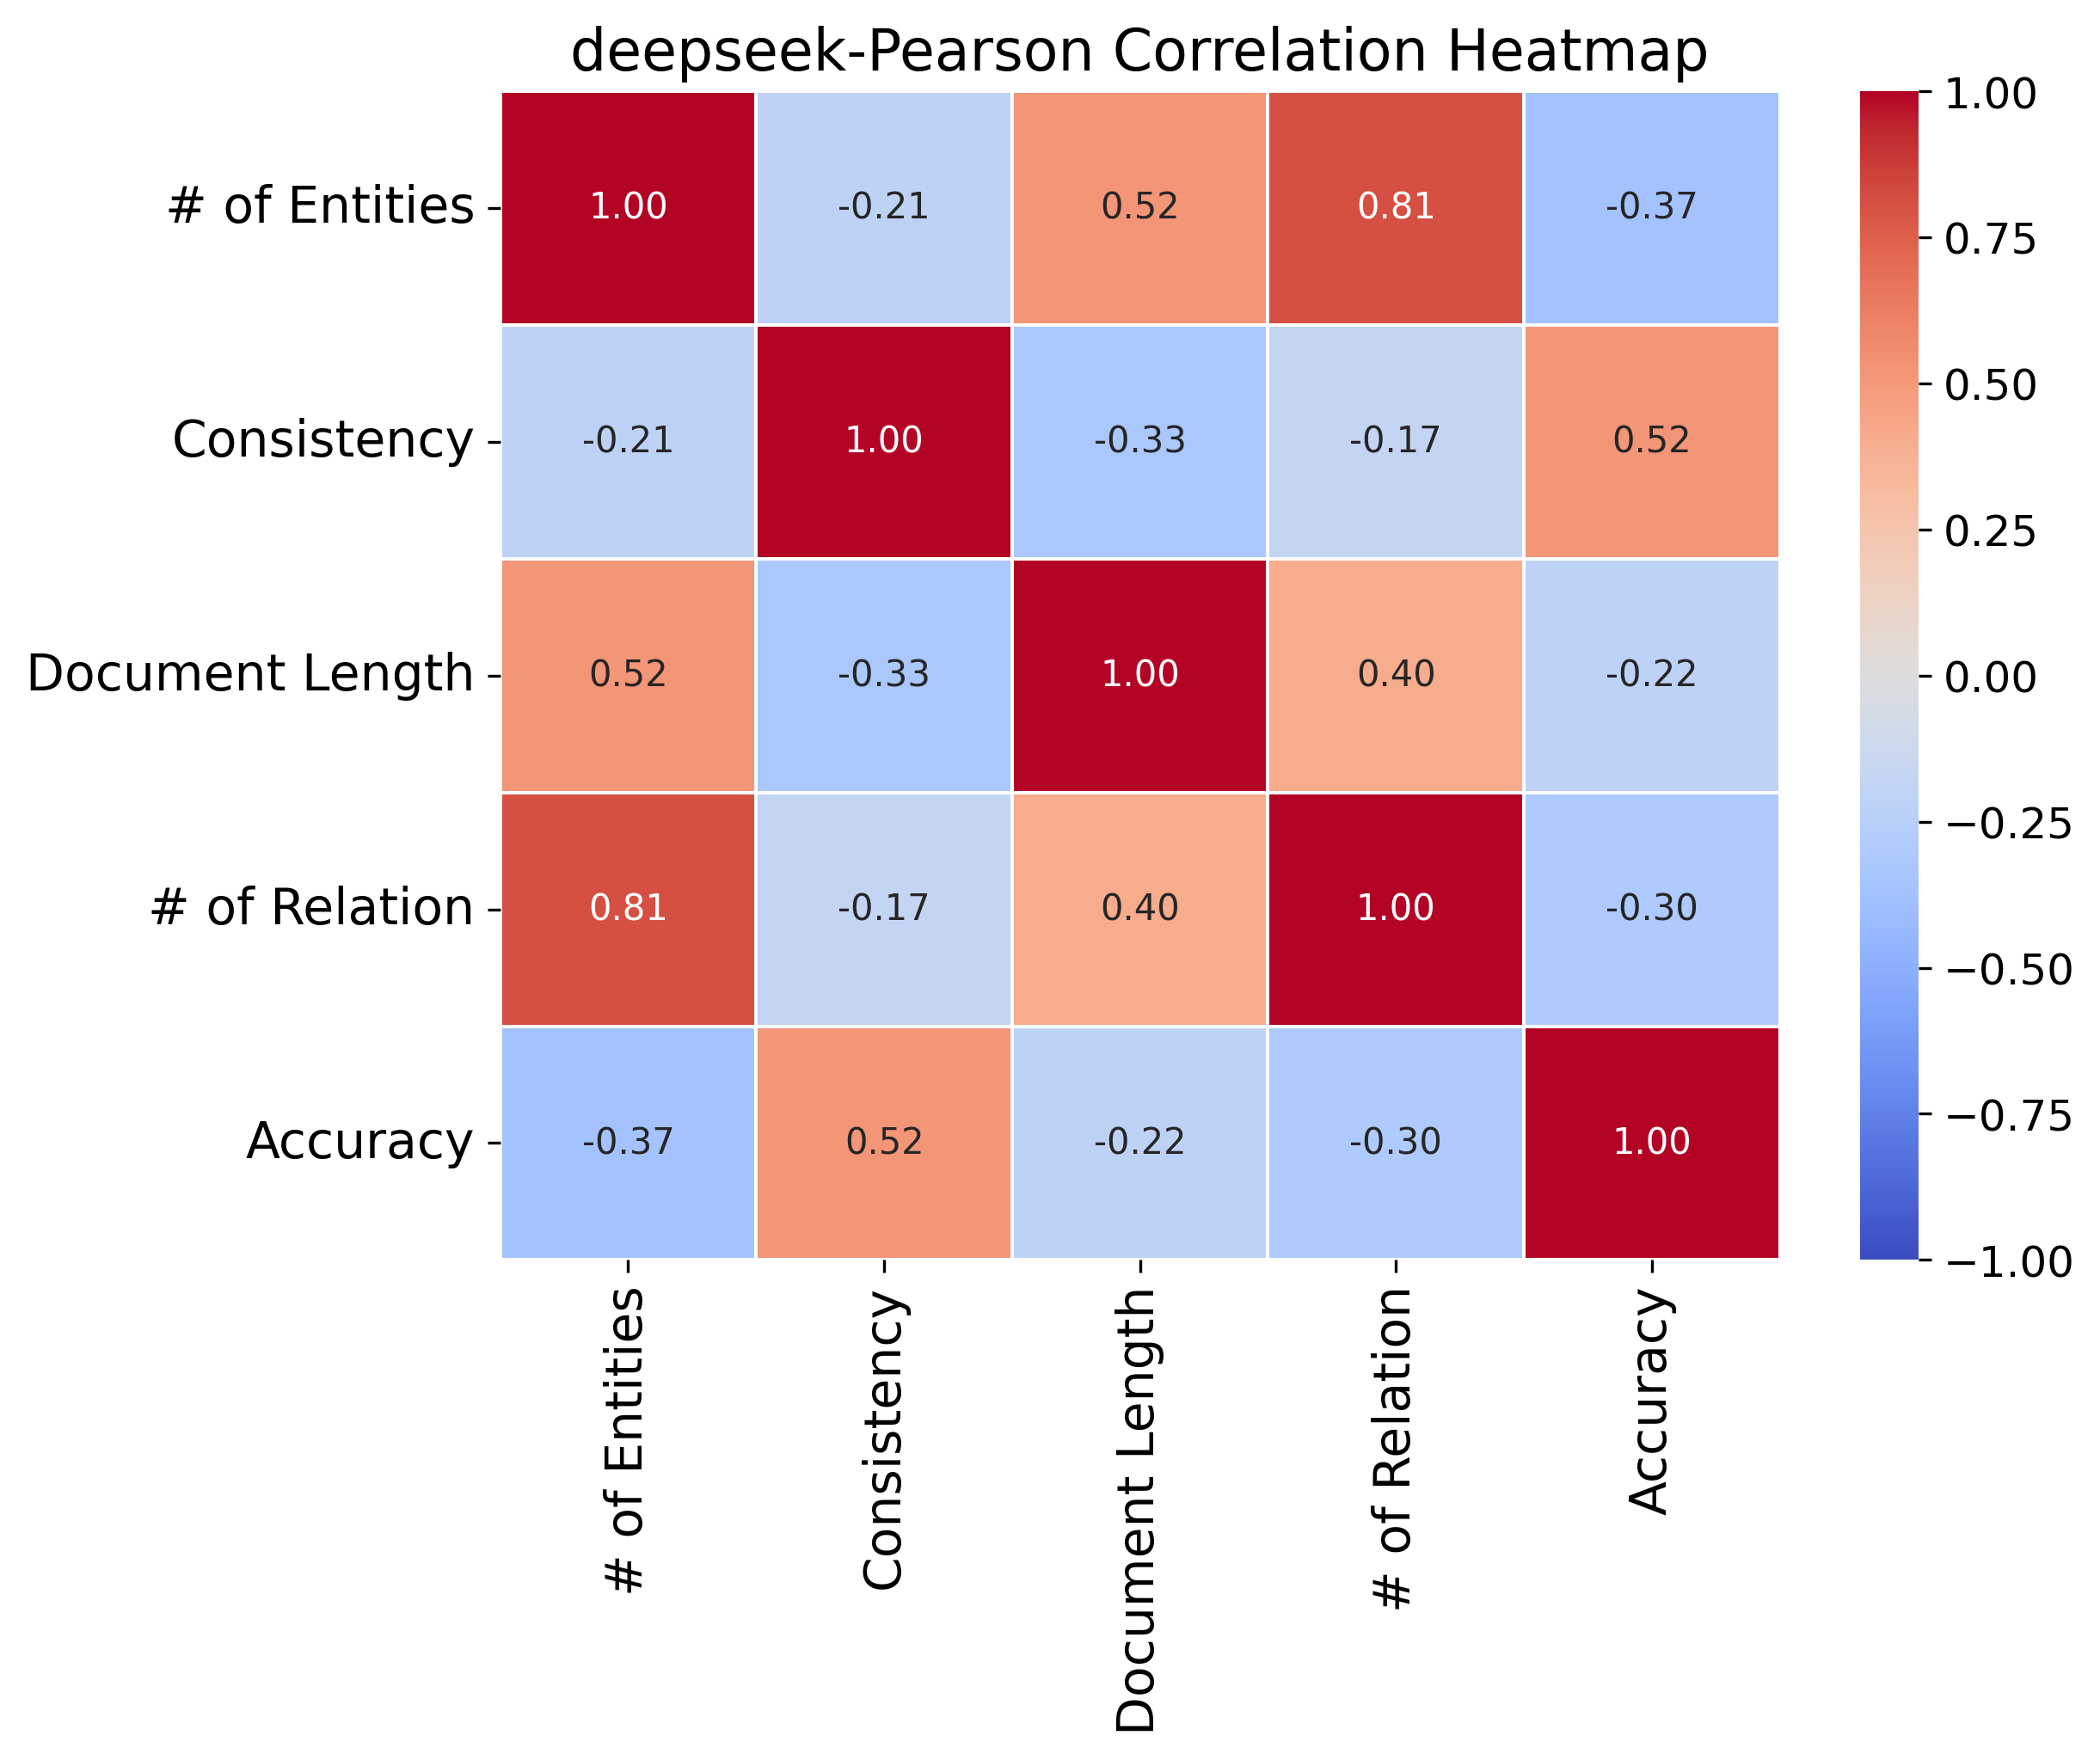 deepseek-Pearson Correlation Heatmap
# of Entities 1.00 -0.21 0.52 0.81 -0.37
Consistency -0.21 1.00 -0.33 -0.17 0.52
Document Length 0.52 -0.33 1.00 0.40 -0.22
# of Relation 0.81 -0.17 0.40 1.00 -0.30
Accuracy -0.37 0.52 -0.22 -0.30 1.00
# of Entities
Consistency
Document Length
# of Relation
Accuracy
1.00
0.75
0.50
0.25
0.00
−0.25
−0.50
−0.75
−1.00